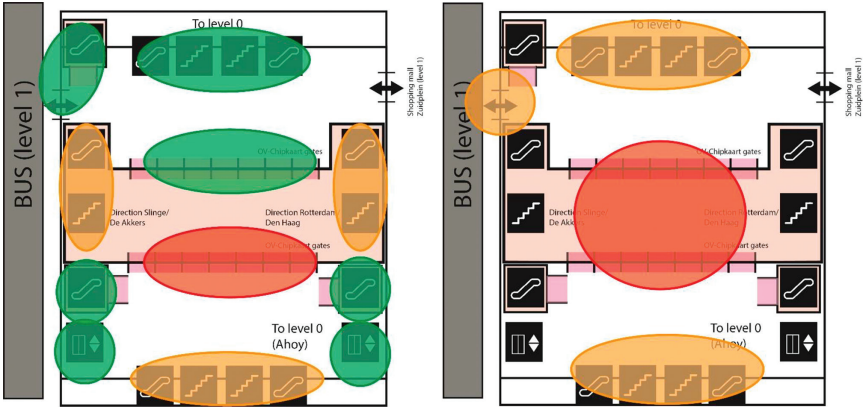 To level 0
BUS (level 1)
Shopping mall
Zuidplein (level 1)
OV-Chipkaart gates
Direction Slinge/
De Akkers
Direction Rotterdam/
Den Haag
OV-Chipkaart gates
To level 0
(Ahoy)
To level 0
BUS (level 1)
Shopping mall
Zuidplein (level 1)
OV-Chipkaart gates
Direction Slinge/
De Akkers
Direction Rotterdam/
Den Haag
OV-Chipkaart gates
To level 0
(Ahoy)